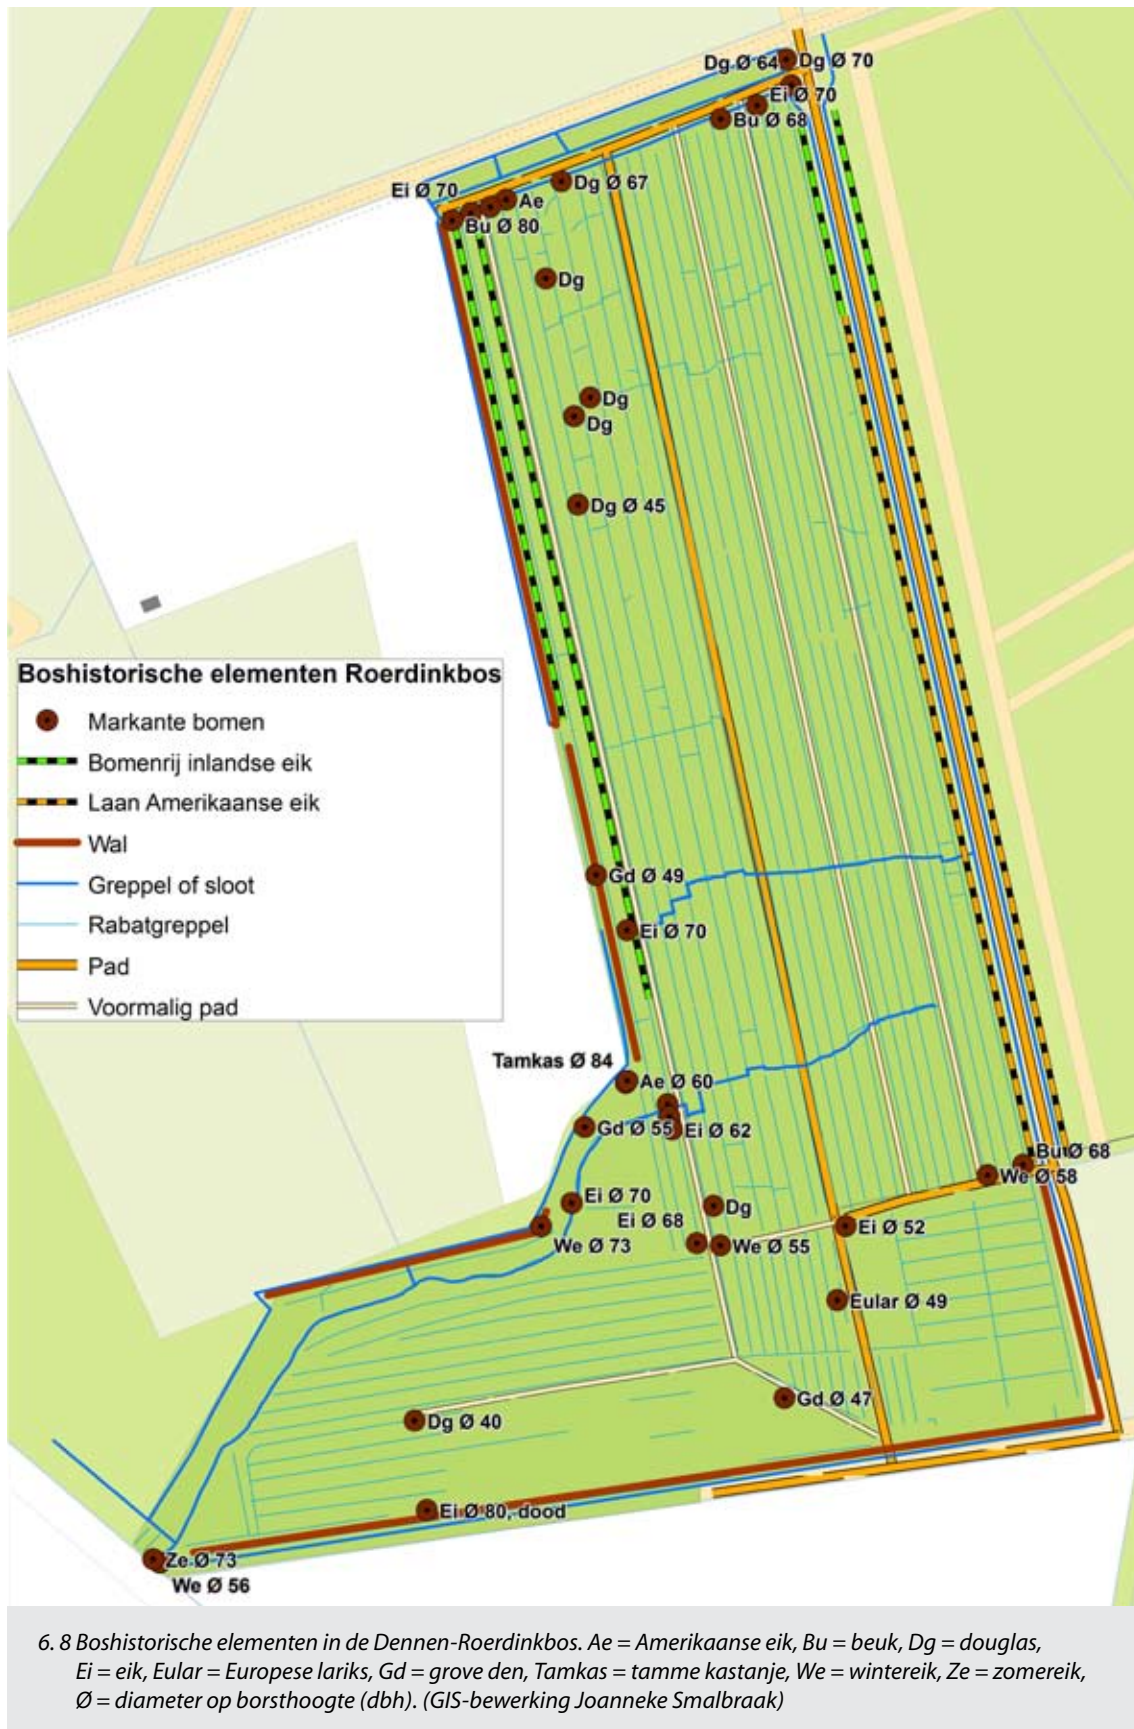 Dg Ø 64 Dg Ø 70
Ei Ø 70
Bu Ø 68
Ei Ø 70
Dg Ø 67
Ae
Bu Ø 80
Dg
Dg
Dg
Dg Ø 45
Boshistorische elementen Roerdinkbos
Markante bomen
Bomenrij inlandse eik
Laan Amerikaanse eik
Wal
Greppel of sloot
Rabatgreppel
Pad
Voormalig pad
Gd Ø 49
Ei Ø 70
Tamkas Ø 84
Ae Ø 60
Gd Ø 55
Ei Ø 62
Bu Ø 68
We Ø 58
Ei Ø 70
Dg
Ei Ø 68
Ei Ø 52
We Ø 73
We Ø 55
Eular Ø 49
Gd Ø 47
Dg Ø 40
Ei Ø 80, dood
Ze Ø 73
We Ø 56
6. 8 Boshistorische elementen in de Dennen-Roerdinkbos. Ae = Amerikaanse eik, Bu = beuk, Dg = douglas,
Ei = eik, Eular = Europese lariks, Gd = grove den, Tamkas = tamme kastanje, We = wintereik, Ze = zomereik,
Ø = diameter op borsthoogte (dbh). (GIS-bewerking Joanneke Smalbraak)